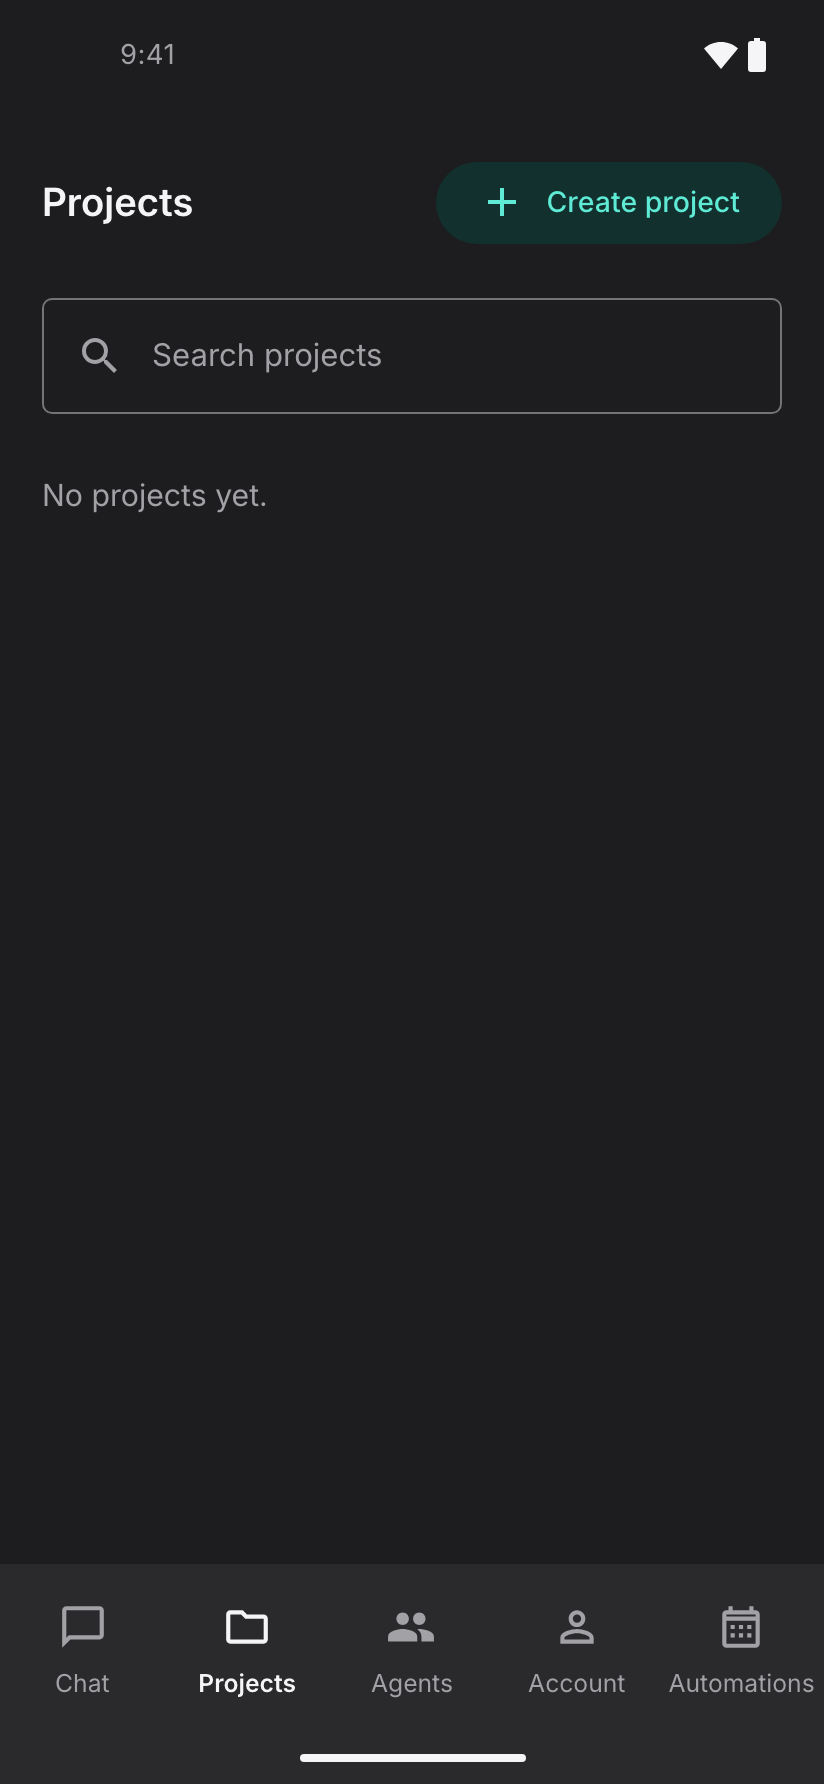 9:41
Projects
Create project
Search projects
No projects yet.
Chat
Projects
Agents
Account
Automations